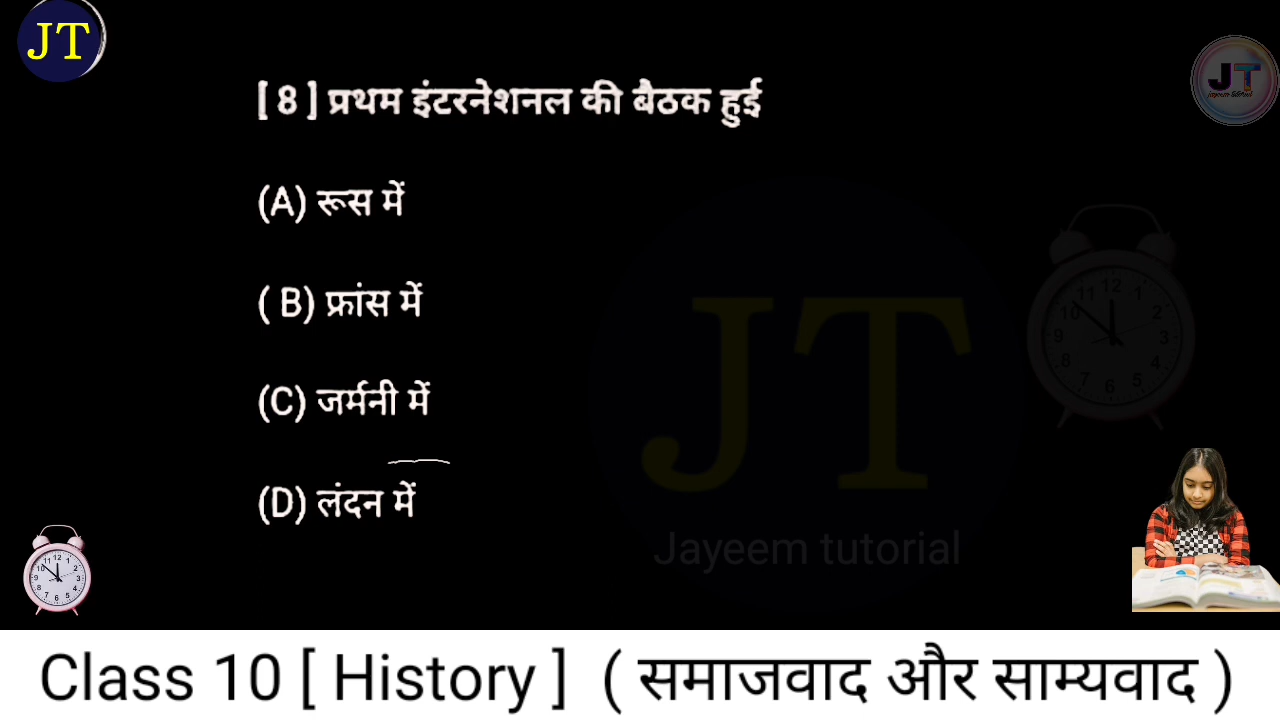 JT
JT
[ 8 ] प्रथम इंटरनेशनल की बैठक हुई
(A) रूस में
( B) फ्रांस में
(C) जर्मनी में
(D) लंदन में
JT
Jayeem tutorial
Class 10 [ History ] ( समाजवाद और साम्यवाद )